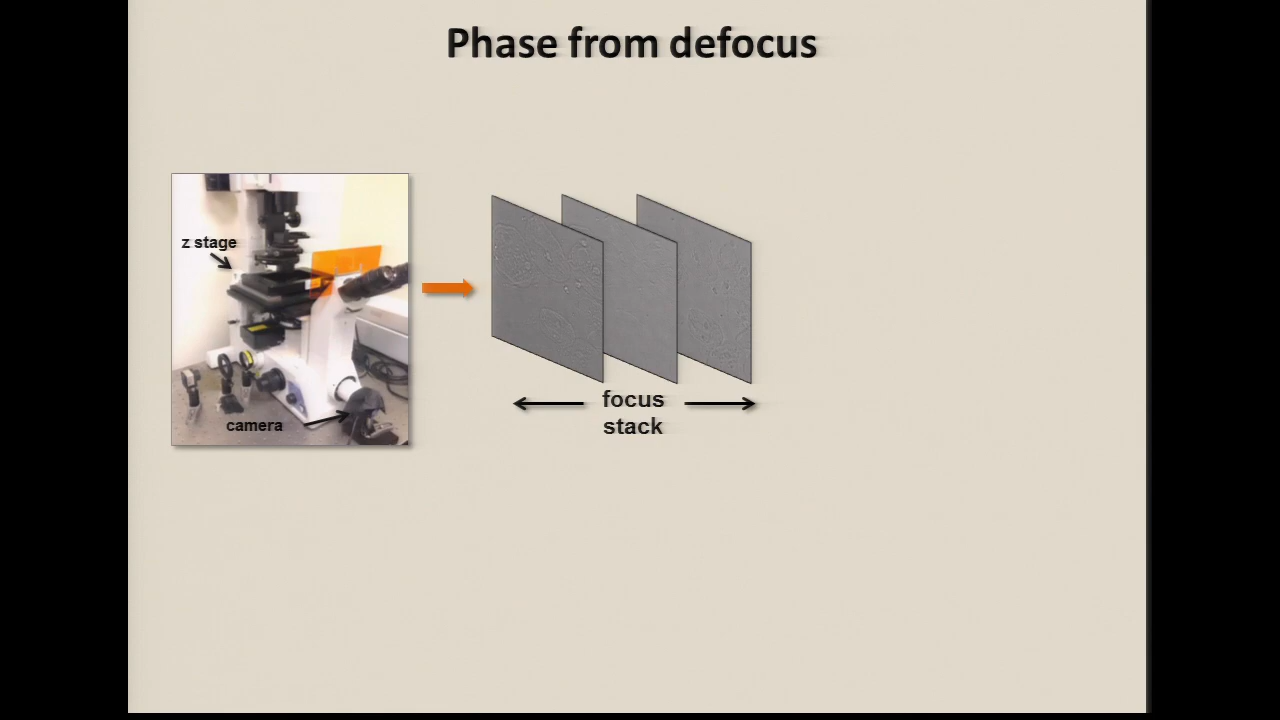 Phase from defocus
z stage
camera
focus
stack